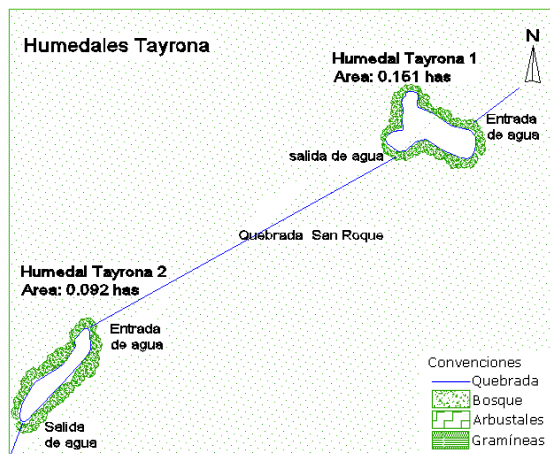 Humedales Tayrona
N
Humedal Tayrona 1
Area: 0.161 has
Entrada
de agua
salida de agua
Quebrada San Roque
Humedal Tayrona 2
Area: 0.092 has
Entrada
de agua
Salida
de agua
Convenciones
Quebrada
Bosque
Arbustales
Gramíneas